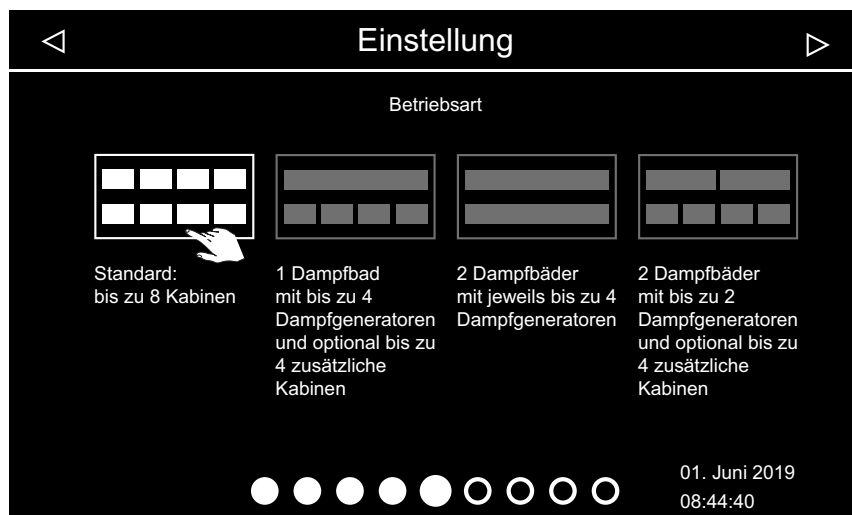 Einstellung
Betriebsart
Standard:
bis zu 8 Kabinen
1 Dampfbad
mit bis zu 4
Dampfgeneratoren
und optional bis zu
4 zusätzliche
Kabinen
2 Dampfbäder
mit jeweils bis zu 4
Dampfgeneratoren
2 Dampfbäder
mit bis zu 2
Dampfgeneratoren
und optional bis zu
4 zusätzliche
Kabinen
01. Juni 2019
08:44:40